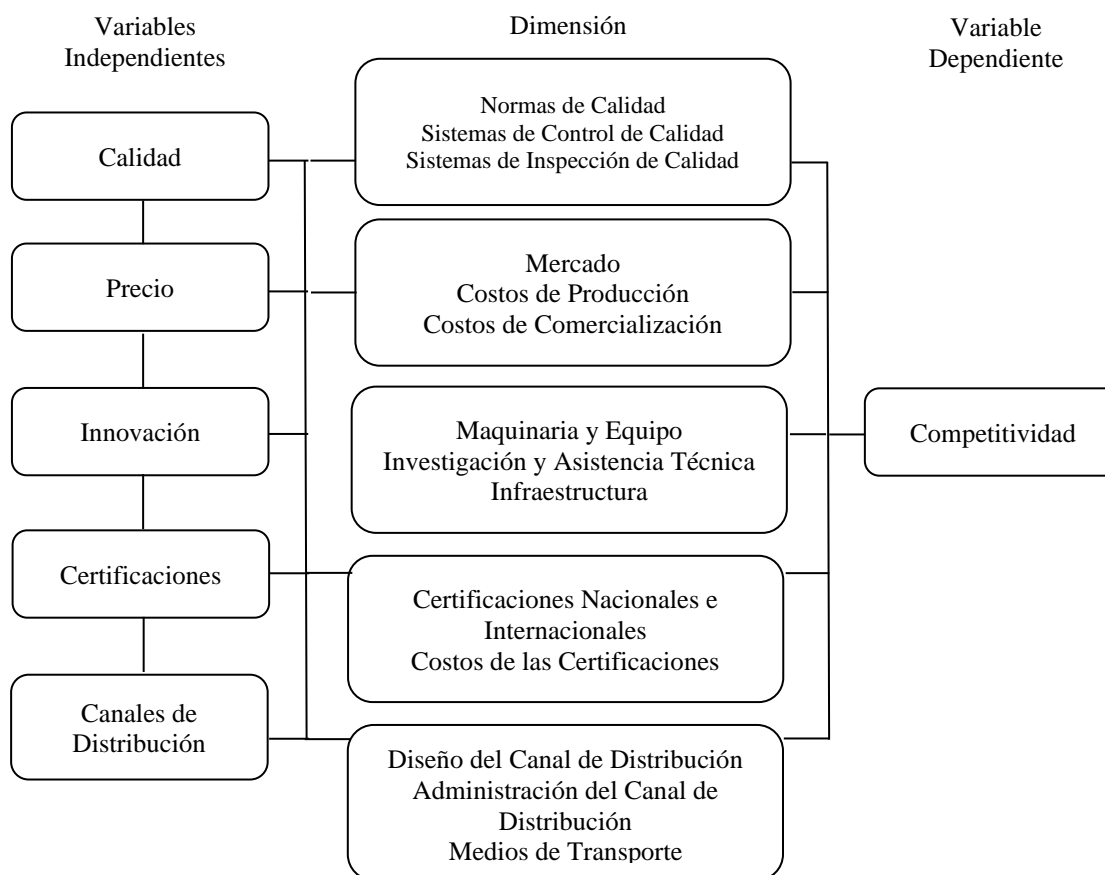 Variables
Independientes
Dimensión
Variable
Dependiente
Calidad
Normas de Calidad
Sistemas de Control de Calidad
Sistemas de Inspección de Calidad
Precio
Mercado
Costos de Producción
Costos de Comercialización
Innovación
Maquinaria y Equipo
Investigación y Asistencia Técnica
Infraestructura
Competitividad
Certificaciones
Certificaciones Nacionales e
Internacionales
Costos de las Certificaciones
Canales de
Distribución
Diseño del Canal de Distribución
Administración del Canal de
Distribución
Medios de Transporte